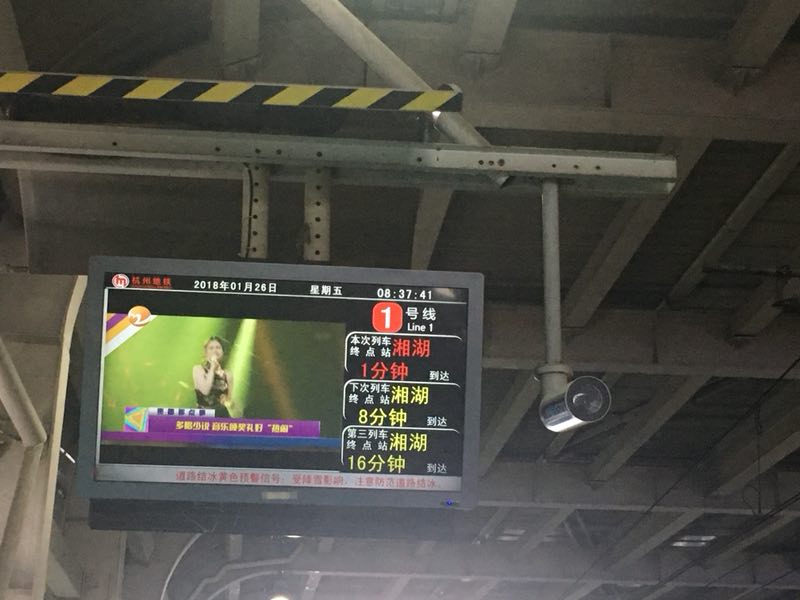 杭州地铁 2018年01月26日 星期五 08:37:41
1号线
Line 1
本次列车
终点站 湘湖
1分钟 到达
下次列车
终点站 湘湖
8分钟 到达
第三列车
终点站 湘湖
16分钟 到达
多唱少说 音乐颁奖礼好“热闹”
道路结冰黄色预警信号：受降雪影响，注意防范道路结冰。